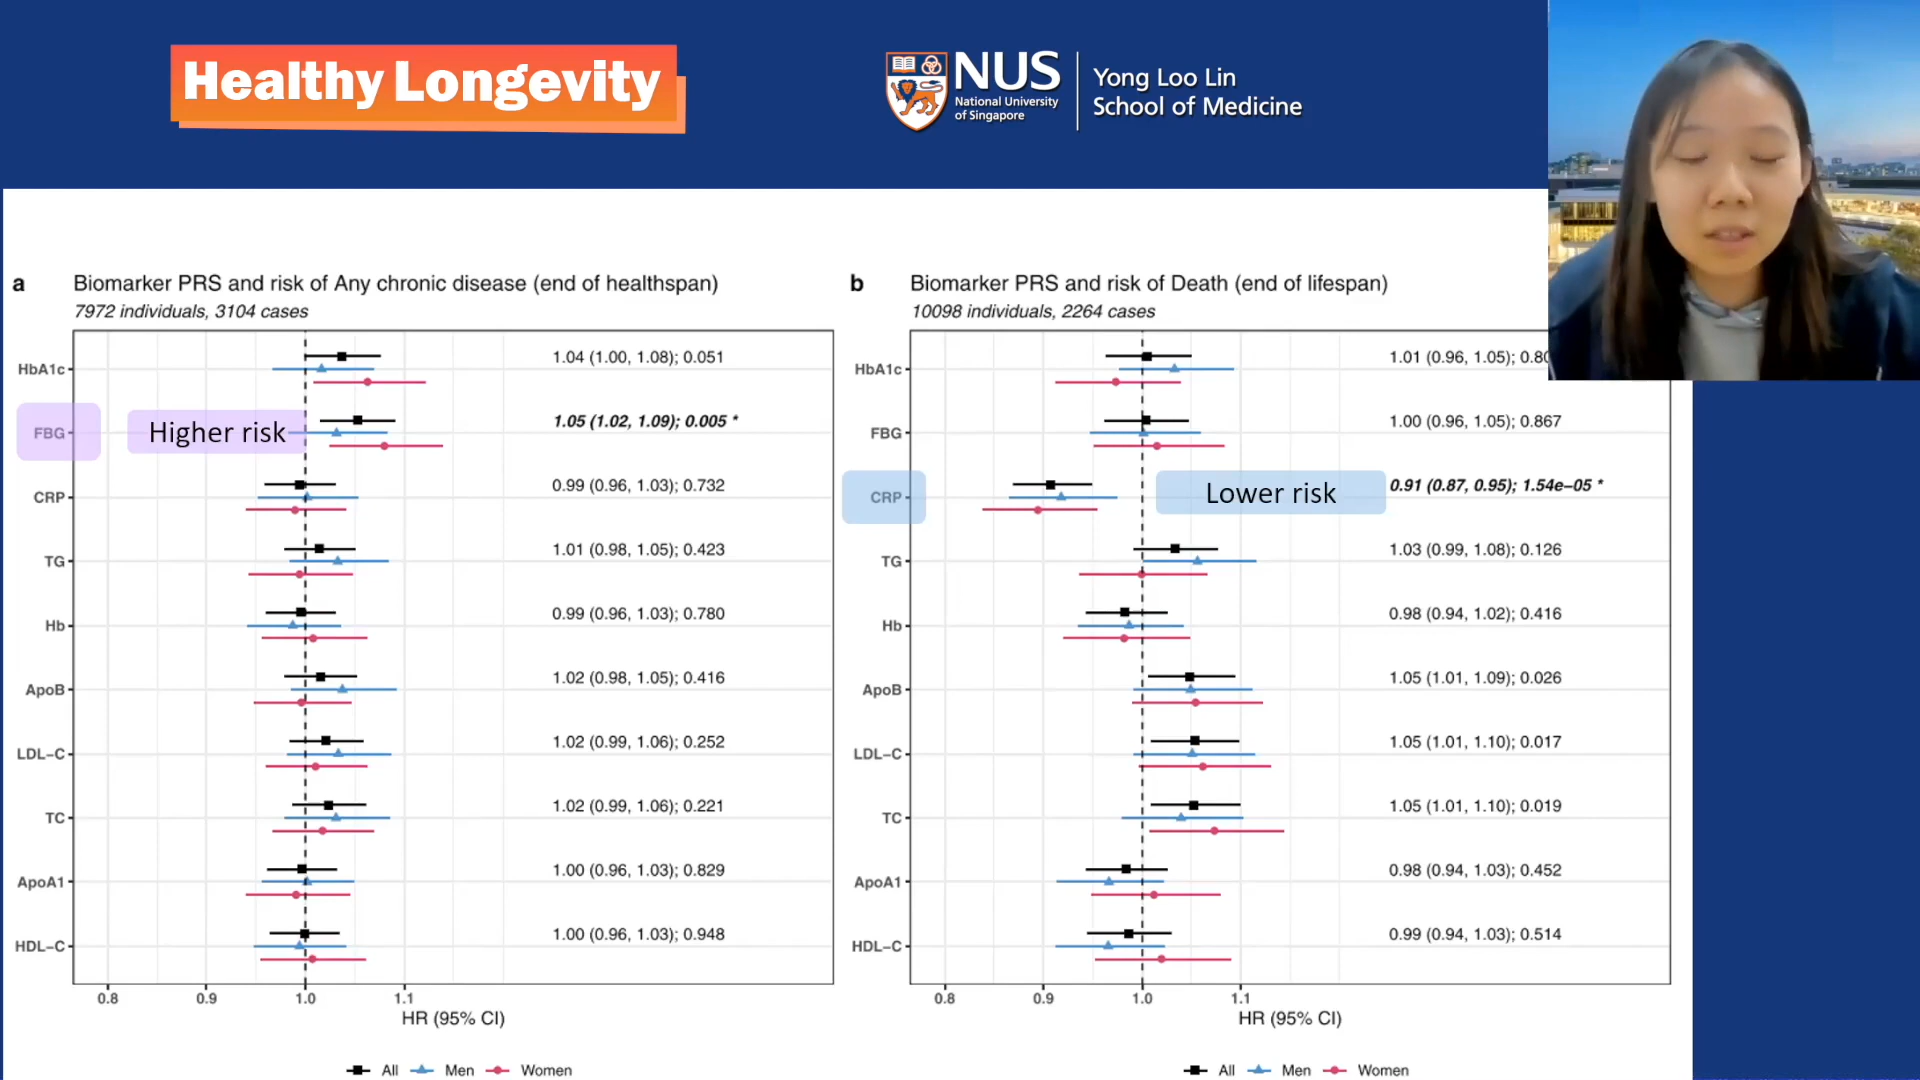 Healthy Longevity
NUS
National University
of Singapore
Yong Loo Lin
School of Medicine
a
Biomarker PRS and risk of Any chronic disease (end of healthspan)
7972 individuals, 3104 cases
HbA1c
1.04 (1.00, 1.08); 0.051
FBG
Higher risk
1.05 (1.02, 1.09); 0.005 *
CRP
0.99 (0.96, 1.03); 0.732
TG
1.01 (0.98, 1.05); 0.423
Hb
0.99 (0.96, 1.03); 0.780
ApoB
1.02 (0.98, 1.05); 0.416
LDL−C
1.02 (0.99, 1.06); 0.252
TC
1.02 (0.99, 1.06); 0.221
ApoA1
1.00 (0.96, 1.03); 0.829
HDL−C
1.00 (0.96, 1.03); 0.948
0.8 0.9 1.0 1.1
HR (95% CI)
All Men Women
b
Biomarker PRS and risk of Death (end of lifespan)
10098 individuals, 2264 cases
HbA1c
1.01 (0.96, 1.05);
FBG
1.00 (0.96, 1.05); 0.867
CRP
Lower risk
0.91 (0.87, 0.95); 1.54e−05 *
TG
1.03 (0.99, 1.08); 0.126
Hb
0.98 (0.94, 1.02); 0.416
ApoB
1.05 (1.01, 1.09); 0.026
LDL−C
1.05 (1.01, 1.10); 0.017
TC
1.05 (1.01, 1.10); 0.019
ApoA1
0.98 (0.94, 1.03); 0.452
HDL−C
0.99 (0.94, 1.03); 0.514
0.8 0.9 1.0 1.1
HR (95% CI)
All Men Women